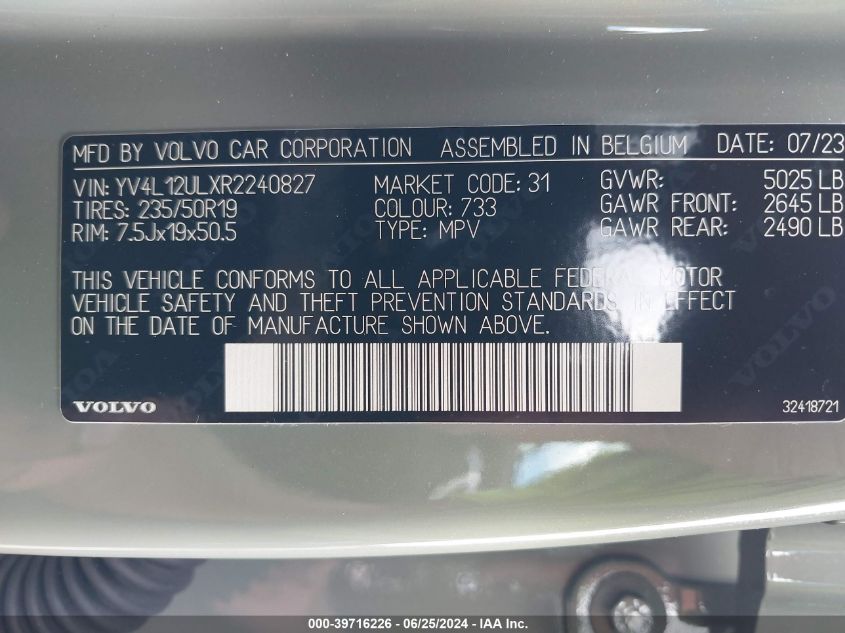 MFD BY VOLVO CAR CORPORATION ASSEMBLED IN BELGIUM DATE: 07/23
VIN: YV4L12ULXR2240827 MARKET CODE: 31 GVWR: 5025 LB
TIRES: 235/50R19 COLOUR: 733 GAWR FRONT: 2645 LB
RIM: 7.5Jx19x50.5 TYPE: MPV GAWR REAR: 2490 LB
THIS VEHICLE CONFORMS TO ALL APPLICABLE FEDERAL MOTOR
VEHICLE SAFETY AND THEFT PREVENTION STANDARDS IN EFFECT
ON THE DATE OF MANUFACTURE SHOWN ABOVE.
VOLVO 32418721
000-39716226 - 06/25/2024 - IAA Inc.